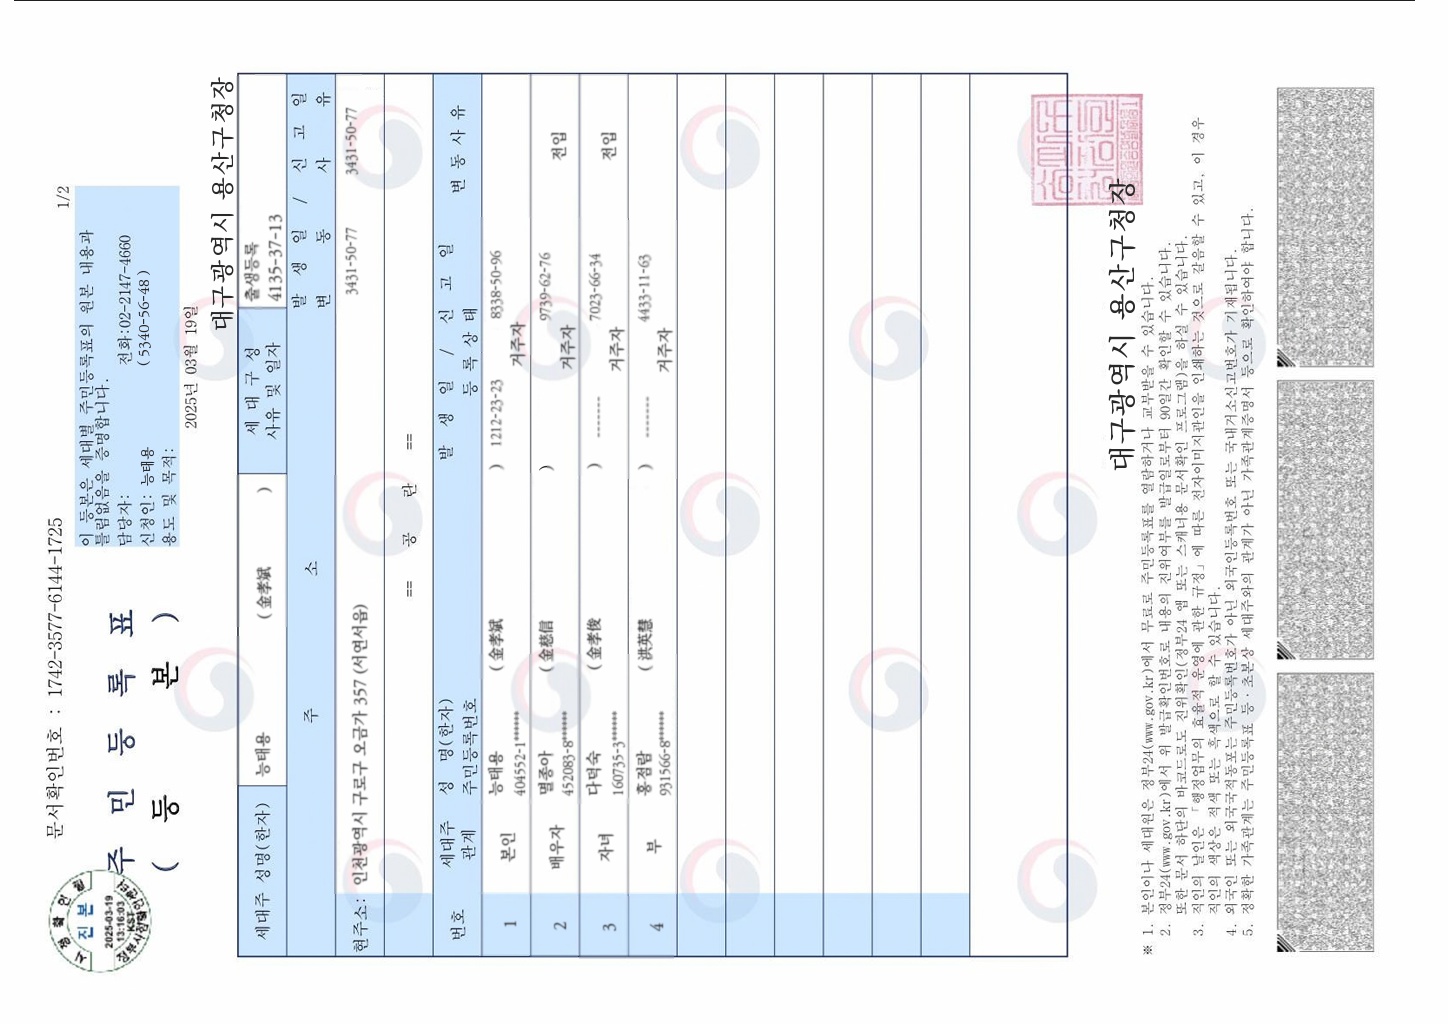 문서확인번호 : 1742-3577-6144-1725
1/2
주 민 등 록 표
( 등 본 )
이 등본은 세대별 주민등록표의 원본 내용과
틀림없음을 증명합니다.
담당자: 전화:02-2147-4660
신청인: 능태용 (5340-56-48)
용도 및 목적:
2025년 03월 19일
시 점 확 인 필
진 본
2025-03-19
13:16:03
KST
대구광역시 용산구청장
세대주 성명(한자) 능태용 (金孝斌 ) 세 대 구 성 사유 및 일자 출생등록
4135-37-13
주 소 발 생 일 / 신 고 일
변 동 사 유
현주소: 인천광역시 구로구 오금가 357 (서연서읍) 3431-50-77 3431-50-77
== 공 란 ==
번호 세대주 관계 성 명(한자) 주민등록번호 발 생 일 / 신 고 일 등 록 상 태 변 동 사 유
1 본인 능태용 (金孝斌 ) 1212-23-23 8338-50-96
404552-1****** 거주자
2 배우자 멸종아 (金慈信 ) 9739-62-76 전입
452083-8****** 거주자
3 자녀 다덕숙 (金孝俊 ) ------- 7023-66-34 전입
160735-3****** 거주자
4 부 홍점람 (洪英慧 ) ------- 4433-11-63
931566-8****** 거주자
대구광역시 용산구청장
※ 1. 본인이나 세대원은 정부24(www.gov.kr)에서 무료로 주민등록표를 열람하거나 교부받을 수 있습니다.
2. 정부24(www.gov.kr)에서 위 발급확인번호로 내용의 진위여부를 발급일로부터 90일간 확인할 수 있습니다.
또한 문서 하단의 바코드로도 진위확인(정부24 앱 또는 스캐너용 문서확인 프로그램)을 하실 수 있습니다.
3. 직인의 날인은 「행정업무의 효율적 운영에 관한 규정」에 따른 전자이미지관인을 인쇄하는 것으로 갈음할 수 있고, 이 경우
직인의 색상은 적색 또는 흑색으로 할 수 있습니다.
4. 외국인 또는 외국국적동포는 주민등록번호가 아닌 외국인등록번호 또는 국내거소신고번호가 기재됩니다.
5. 정확한 가족관계는 주민등록표 등·초본상 세대주와의 관계가 아닌 가족관계증명서 등으로 확인하여야 합니다.